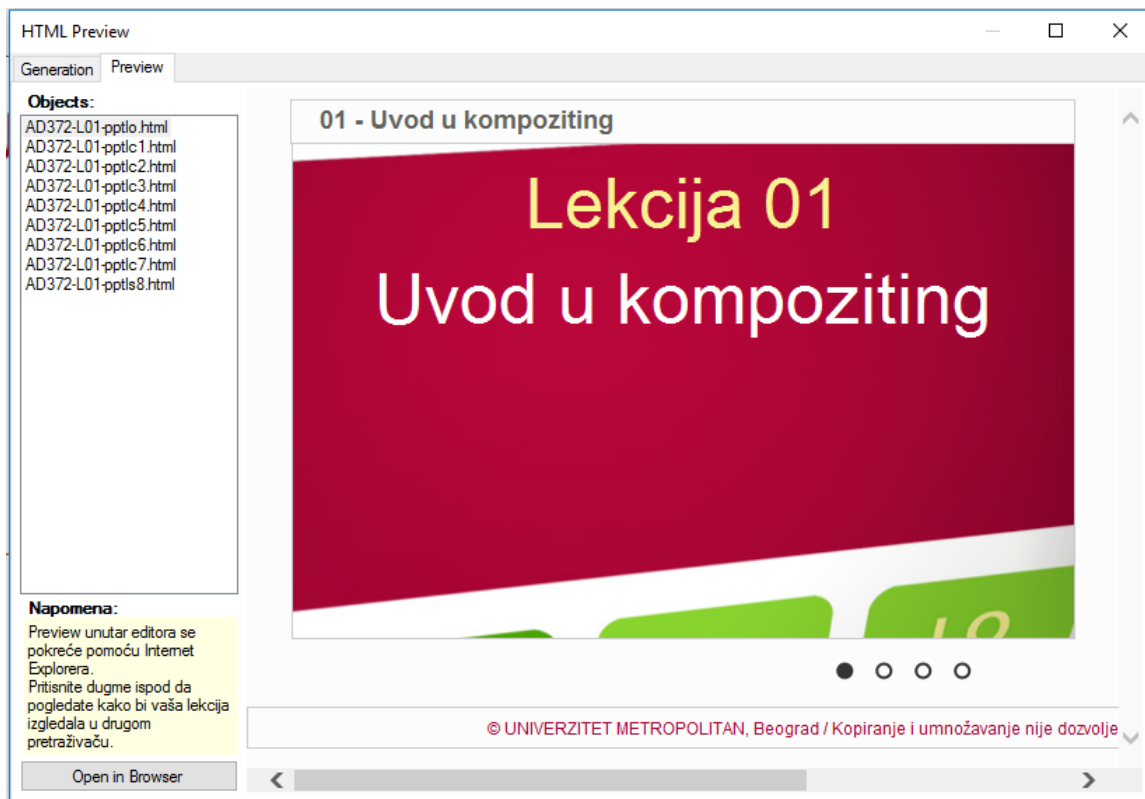 HTML Preview
Generation Preview
Objects:
AD372-L01-pptlo.html
AD372-L01-pptlc1.html
AD372-L01-pptlc2.html
AD372-L01-pptlc3.html
AD372-L01-pptlc4.html
AD372-L01-pptlc5.html
AD372-L01-pptlc6.html
AD372-L01-pptlc7.html
AD372-L01-pptls8.html
Napomena:
Preview unutar editora se
pokreće pomoću Internet
Explorera.
Pritisnite dugme ispod da
pogledate kako bi vaša lekcija
izgledala u drugom
pretraživaču.
Open in Browser
01 - Uvod u kompoziting
Lekcija 01
Uvod u kompoziting
LO
© UNIVERZITET METROPOLITAN, Beograd / Kopiranje i umnožavanje nije dozvolje